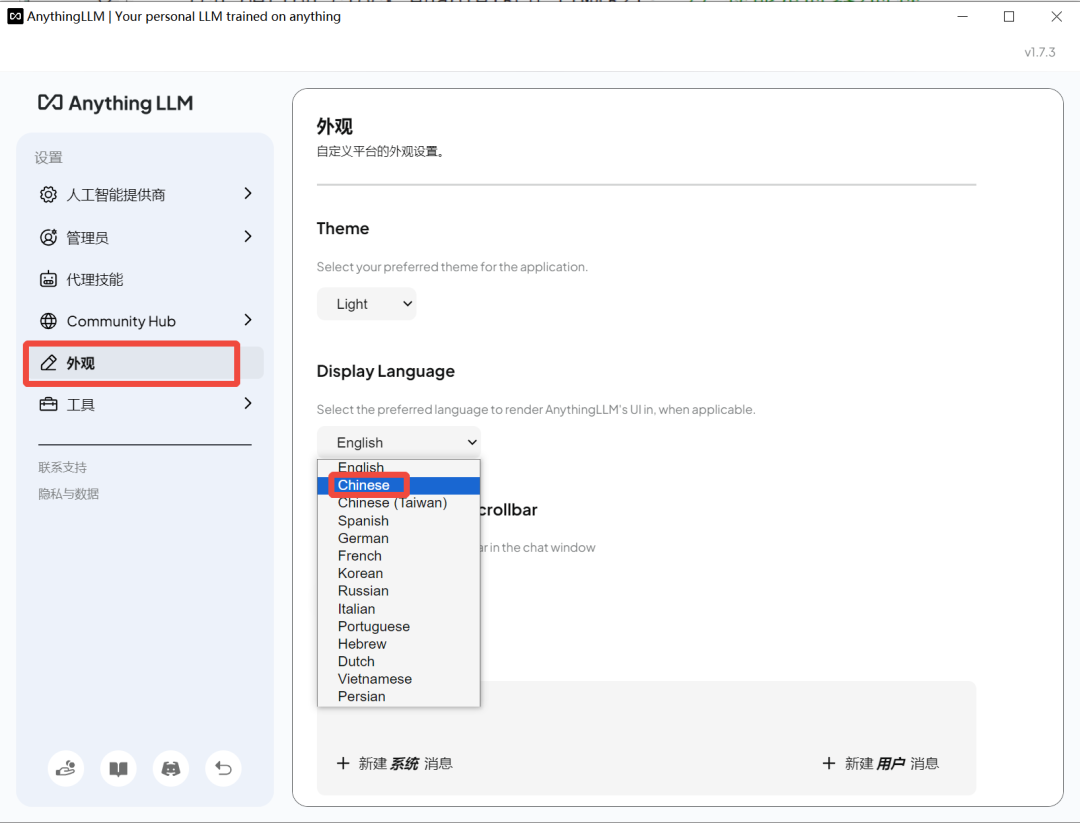 AnythingLLM | Your personal LLM trained on anything
v1.7.3
Anything LLM
设置
人工智能提供商
管理员
代理技能
Community Hub
外观
工具
联系支持
隐私与数据
外观
自定义平台的外观设置。
Theme
Select your preferred theme for the application.
Light
Display Language
Select the preferred language to render AnythingLLM's UI in, when applicable.
English
English
Chinese
Chinese (Taiwan)
crollbar
Spanish
German
ar in the chat window
French
Korean
Russian
Italian
Portuguese
Hebrew
Dutch
Vietnamese
Persian
新建 系统 消息
新建 用户 消息